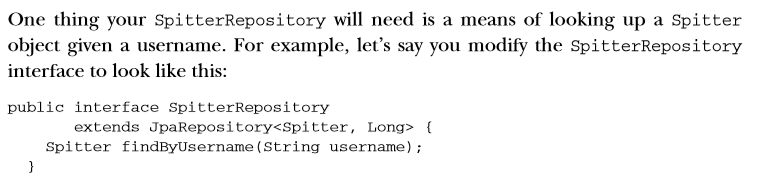 One thing your SpitterRepository will need is a means of looking up a Spitter
object given a username. For example, let's say you modify the SpitterRepository
interface to look like this:
public interface SpitterRepository
        extends JpaRepository<Spitter, Long> {
    Spitter findByUsername(String username);
  }